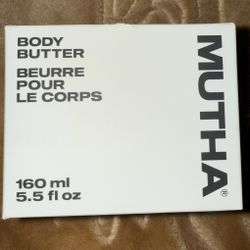 BODY
BUTTER
BEURRE
POUR
LE CORPS
160 ml
5.5 fl oz
MUTHA®